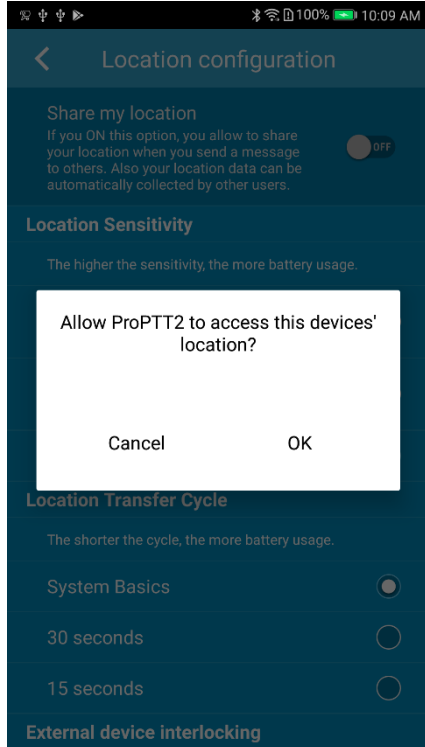 100% 10:09 AM
Location configuration
Share my location
If you ON this option, you allow to share
your location when you send a message
to others. Also your location data can be
automatically collected by other users.
OFF
Location Sensitivity
The higher the sensitivity, the more battery usage.
Allow ProPTT2 to access this devices'
location?
Cancel OK
Location Transfer Cycle
The shorter the cycle, the more battery usage.
System Basics
30 seconds
15 seconds
External device interlocking